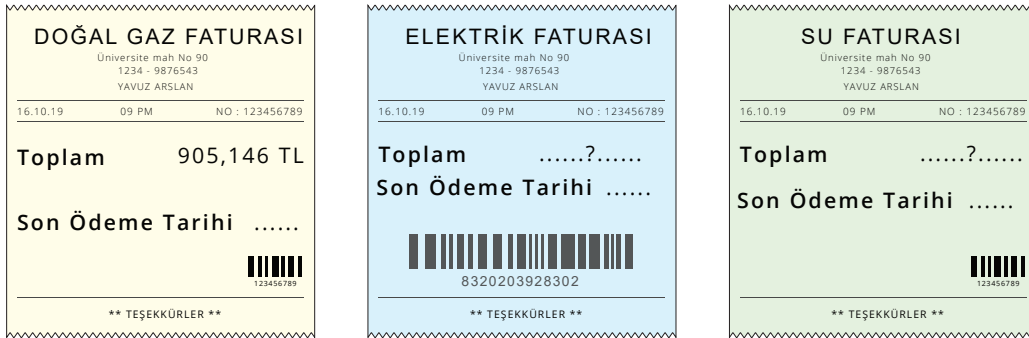 DOĞAL GAZ FATURASI
Üniversite mah No 90
1234 - 9876543
YAVUZ ARSLAN
16.10.19 09 PM NO : 123456789
Toplam 905,146 TL
Son Ödeme Tarihi ......
123456789
** TEŞEKKÜRLER **
ELEKTRİK FATURASI
Üniversite mah No 90
1234 - 9876543
YAVUZ ARSLAN
16.10.19 09 PM NO : 123456789
Toplam ......?......
Son Ödeme Tarihi ......
8320203928302
** TEŞEKKÜRLER **
SU FATURASI
Üniversite mah No 90
1234 - 9876543
YAVUZ ARSLAN
16.10.19 09 PM NO : 123456789
Toplam ......?......
Son Ödeme Tarihi ......
123456789
** TEŞEKKÜRLER **